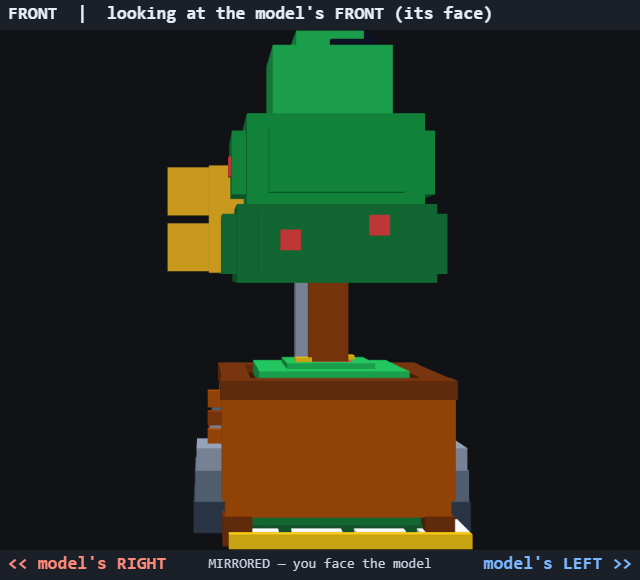 FRONT | looking at the model's FRONT (its face)
<< model's RIGHT MIRRORED – you face the model model's LEFT >>